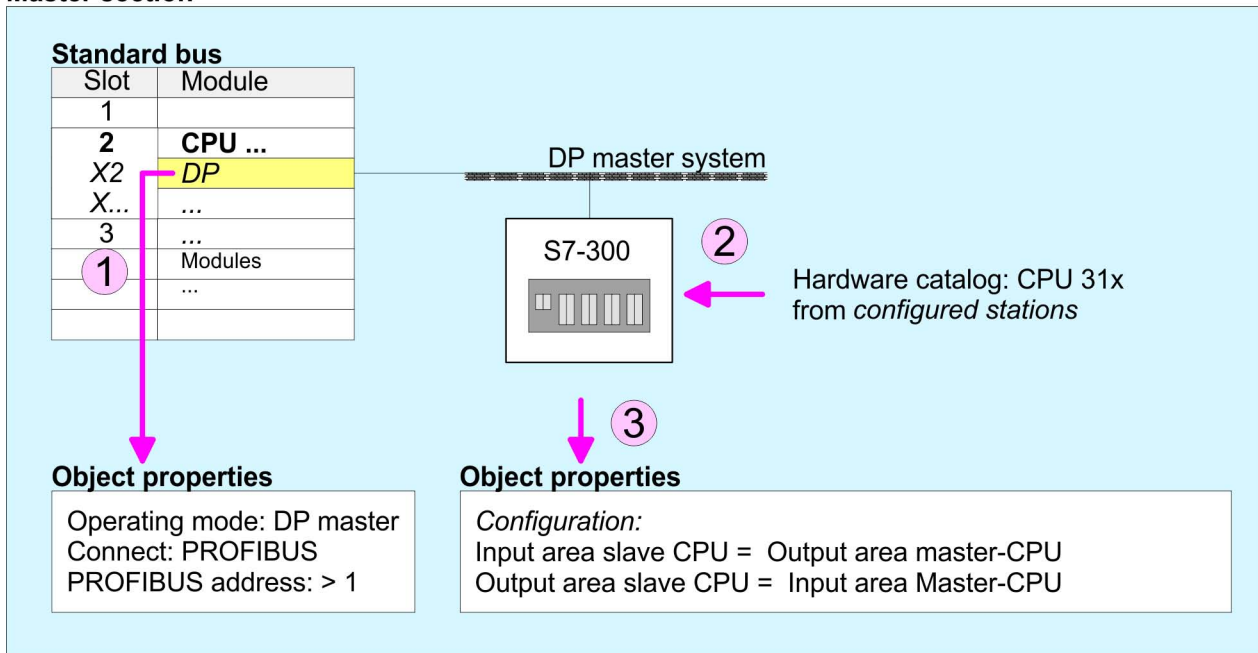 Master section
Standard bus
Slot Module
1
2 CPU ...
X2 DP
X... ...
3 ...
Modules
...
1
DP master system
S7-300
2
Hardware catalog: CPU 31x
from configured stations
3
Object properties
Operating mode: DP master
Connect: PROFIBUS
PROFIBUS address: > 1
Object properties
Configuration:
Input area slave CPU = Output area master-CPU
Output area slave CPU = Input area Master-CPU